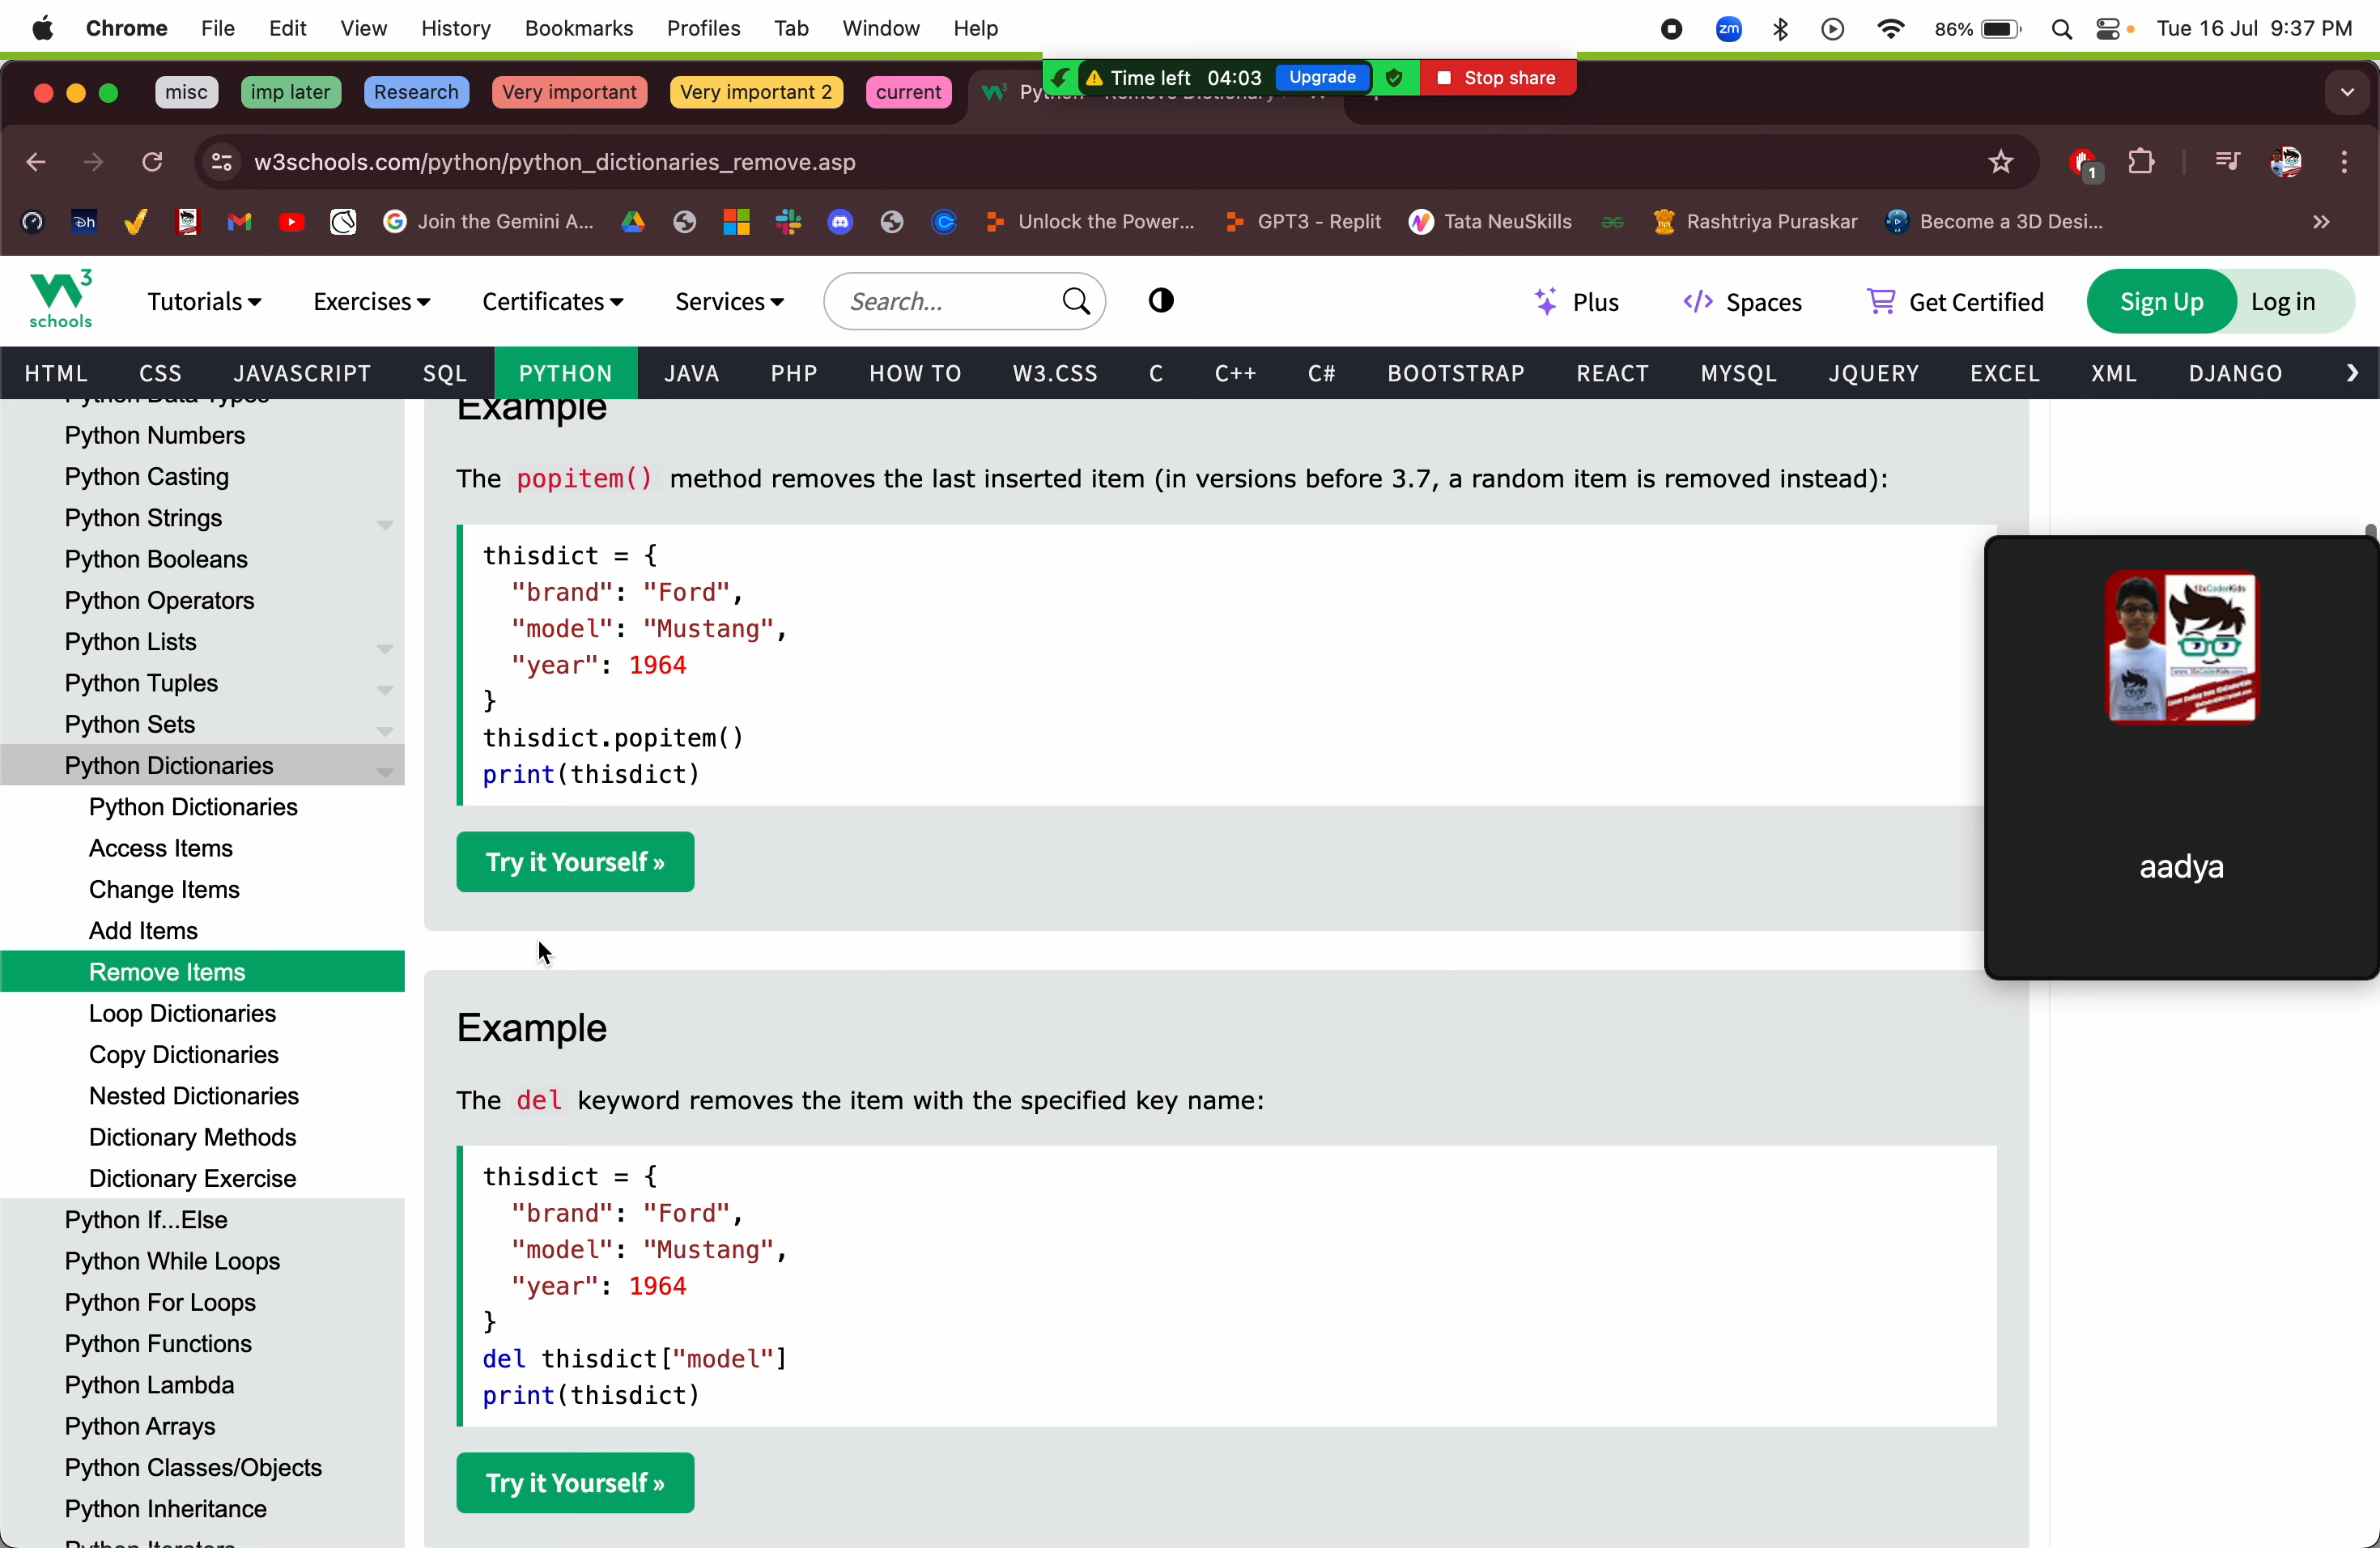 Chrome File Edit View History Bookmarks Profiles Tab Window Help zm 86% Tue 16 Jul 9:37 PM
Time left 04:03 Upgrade Stop share
misc imp later Research Very important Very important 2 current
w3schools.com/python/python_dictionaries_remove.asp 1
Join the Gemini A... Unlock the Power... GPT3 - Replit Tata NeuSkills Rashtriya Puraskar Become a 3D Desi... »
W3 schools Tutorials Exercises Certificates Services Search... Plus Spaces Get Certified Sign Up Log in
HTML CSS JAVASCRIPT SQL PYTHON JAVA PHP HOW TO W3.CSS C C++ C# BOOTSTRAP REACT MYSQL JQUERY EXCEL XML DJANGO ❯
Python Data Types
Python Numbers
Python Casting
Python Strings
Python Booleans
Python Operators
Python Lists
Python Tuples
Python Sets
Python Dictionaries
Python Dictionaries
Access Items
Change Items
Add Items
Remove Items
Loop Dictionaries
Copy Dictionaries
Nested Dictionaries
Dictionary Methods
Dictionary Exercise
Python If...Else
Python While Loops
Python For Loops
Python Functions
Python Lambda
Python Arrays
Python Classes/Objects
Python Inheritance
Example
The popitem() method removes the last inserted item (in versions before 3.7, a random item is removed instead):
thisdict = {
"brand": "Ford",
"model": "Mustang",
"year": 1964
}
thisdict.popitem()
print(thisdict)
Try it Yourself »
Example
The del keyword removes the item with the specified key name:
thisdict = {
"brand": "Ford",
"model": "Mustang",
"year": 1964
}
del thisdict["model"]
print(thisdict)
Try it Yourself »
aadya